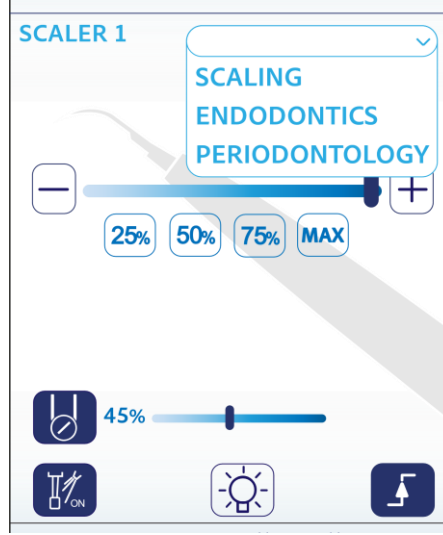 SCALER 1
SCALING
ENDODONTICS
PERIODONTOLOGY
25% 50% 75% MAX
45%
ON